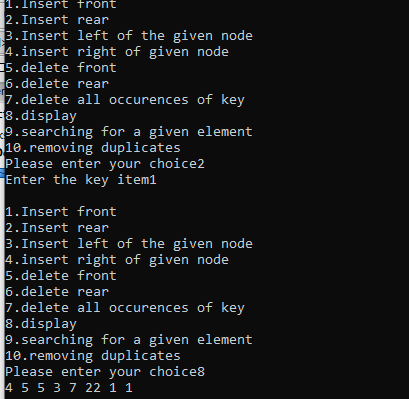 1.Insert front
2.Insert rear
3.Insert left of the given node
4.insert right of given node
5.delete front
6.delete rear
7.delete all occurences of key
8.display
9.searching for a given element
10.removing duplicates
Please enter your choice2
Enter the key item1
1.Insert front
2.Insert rear
3.Insert left of the given node
4.insert right of given node
5.delete front
6.delete rear
7.delete all occurences of key
8.display
9.searching for a given element
10.removing duplicates
Please enter your choice8
4 5 5 3 7 22 1 1